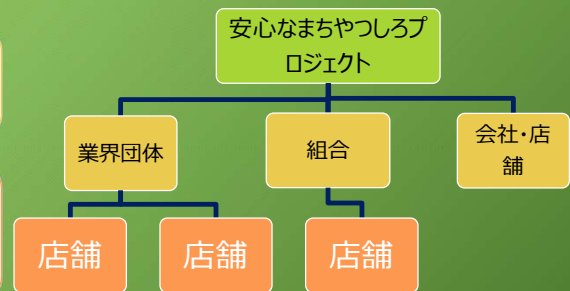 安心なまちやつしろプ
ロジェクト
業界団体
組合
会社・店
舗
店舗
店舗
店舗